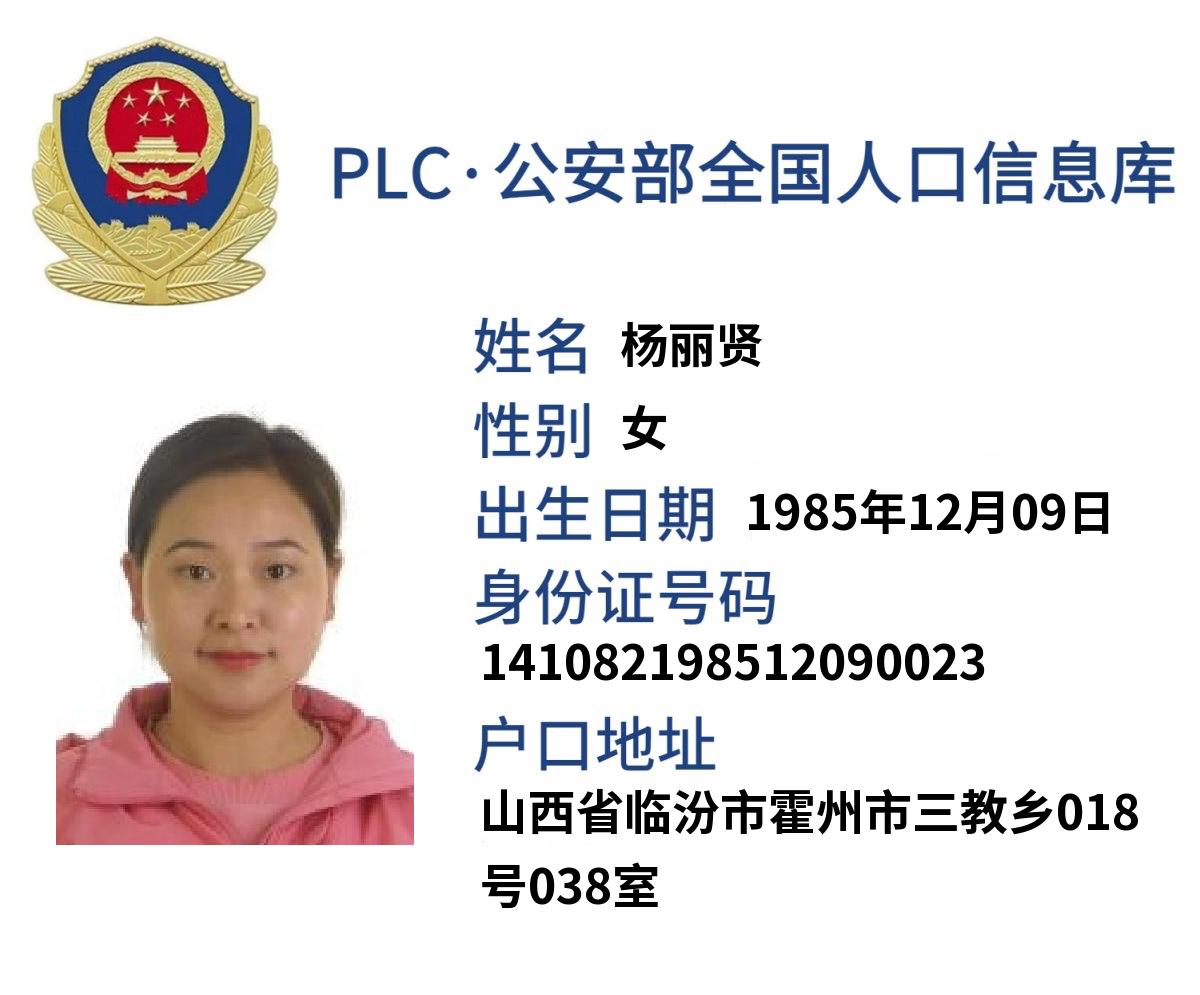 PLC·公安部全国人口信息库
姓名 杨丽贤
性别 女
出生日期 1985年12月09日
身份证号码
141082198512090023
户口地址
山西省临汾市霍州市三教乡018
号038室